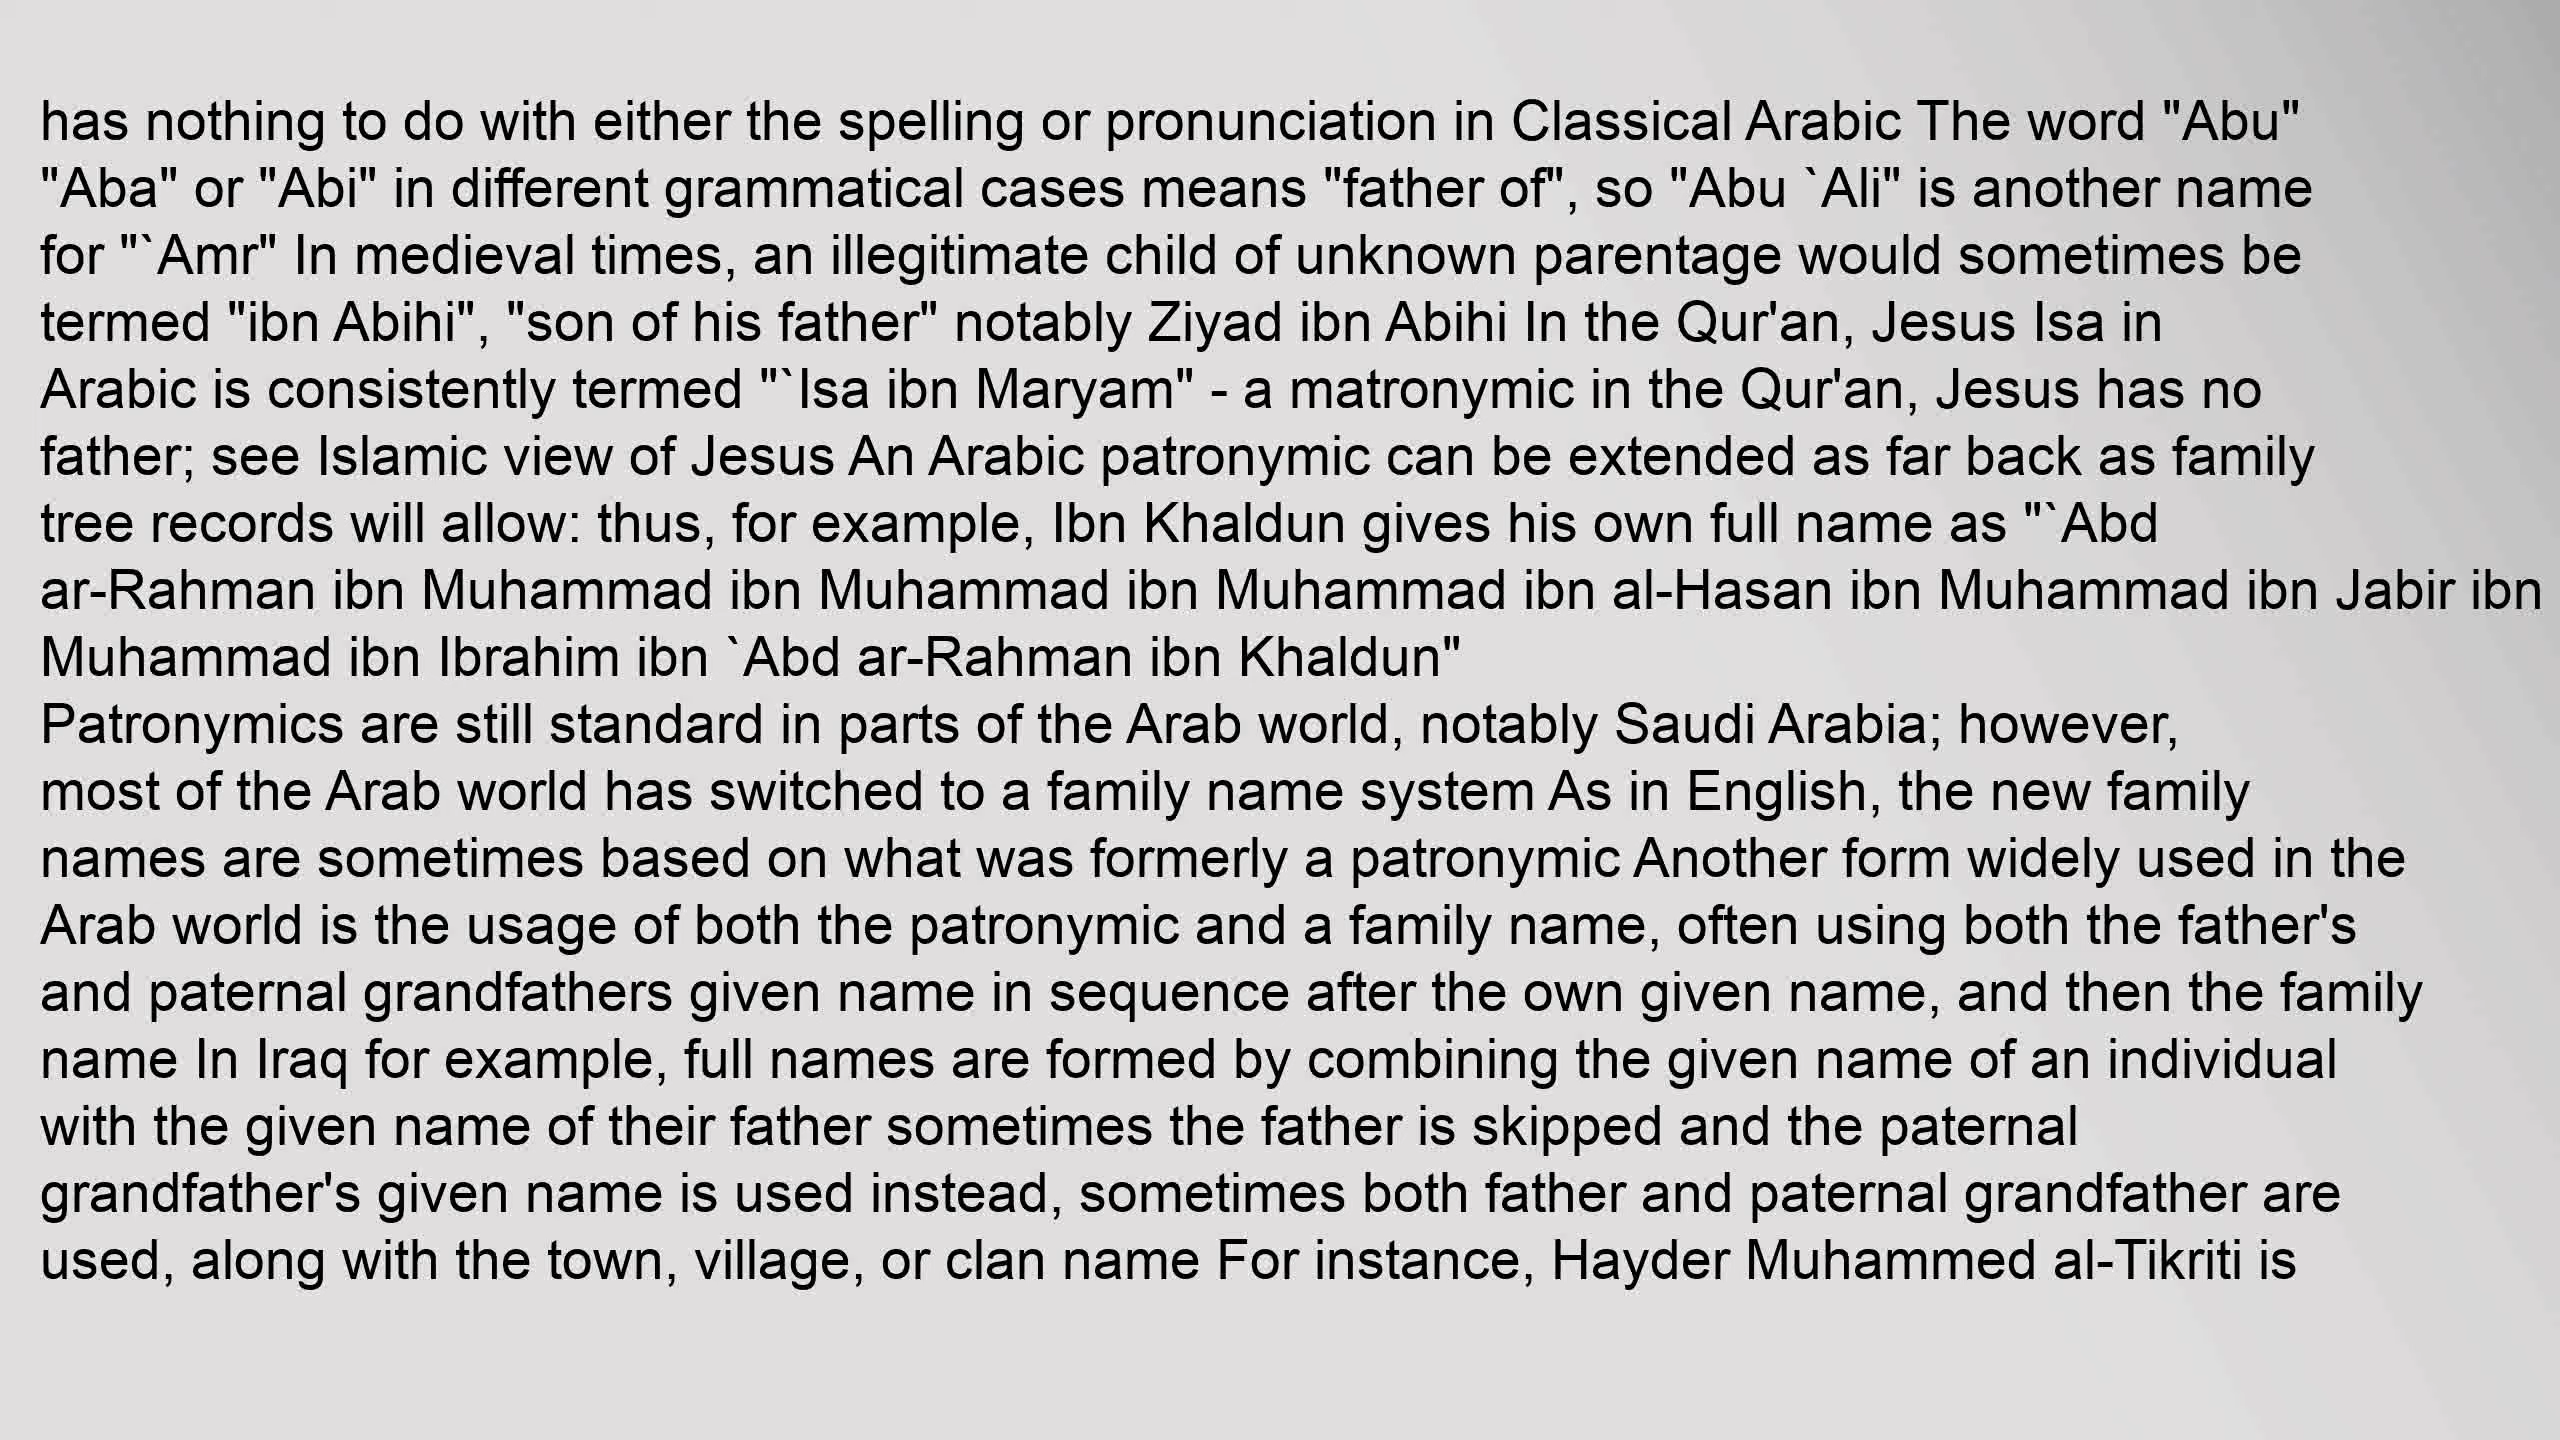 has nothing to do with either the spelling or pronunciation in Classical Arabic The word "Abu"
"Aba" or "Abi" in different grammatical cases means "father of", so "Abu `Ali" is another name
for "`Amr" In medieval times, an illegitimate child of unknown parentage would sometimes be
termed "ibn Abihi", "son of his father" notably Ziyad ibn Abihi In the Qur'an, Jesus Isa in
Arabic is consistently termed "`Isa ibn Maryam" - a matronymic in the Qur'an, Jesus has no
father; see Islamic view of Jesus An Arabic patronymic can be extended as far back as family
tree records will allow: thus, for example, Ibn Khaldun gives his own full name as "`Abd
ar-Rahman ibn Muhammad ibn Muhammad ibn Muhammad ibn al-Hasan ibn Muhammad ibn Jabir ibn
Muhammad ibn Ibrahim ibn `Abd ar-Rahman ibn Khaldun"
Patronymics are still standard in parts of the Arab world, notably Saudi Arabia; however,
most of the Arab world has switched to a family name system As in English, the new family
names are sometimes based on what was formerly a patronymic Another form widely used in the
Arab world is the usage of both the patronymic and a family name, often using both the father's
and paternal grandfathers given name in sequence after the own given name, and then the family
name In Iraq for example, full names are formed by combining the given name of an individual
with the given name of their father sometimes the father is skipped and the paternal
grandfather's given name is used instead, sometimes both father and paternal grandfather are
used, along with the town, village, or clan name For instance, Hayder Muhammed al-Tikriti is